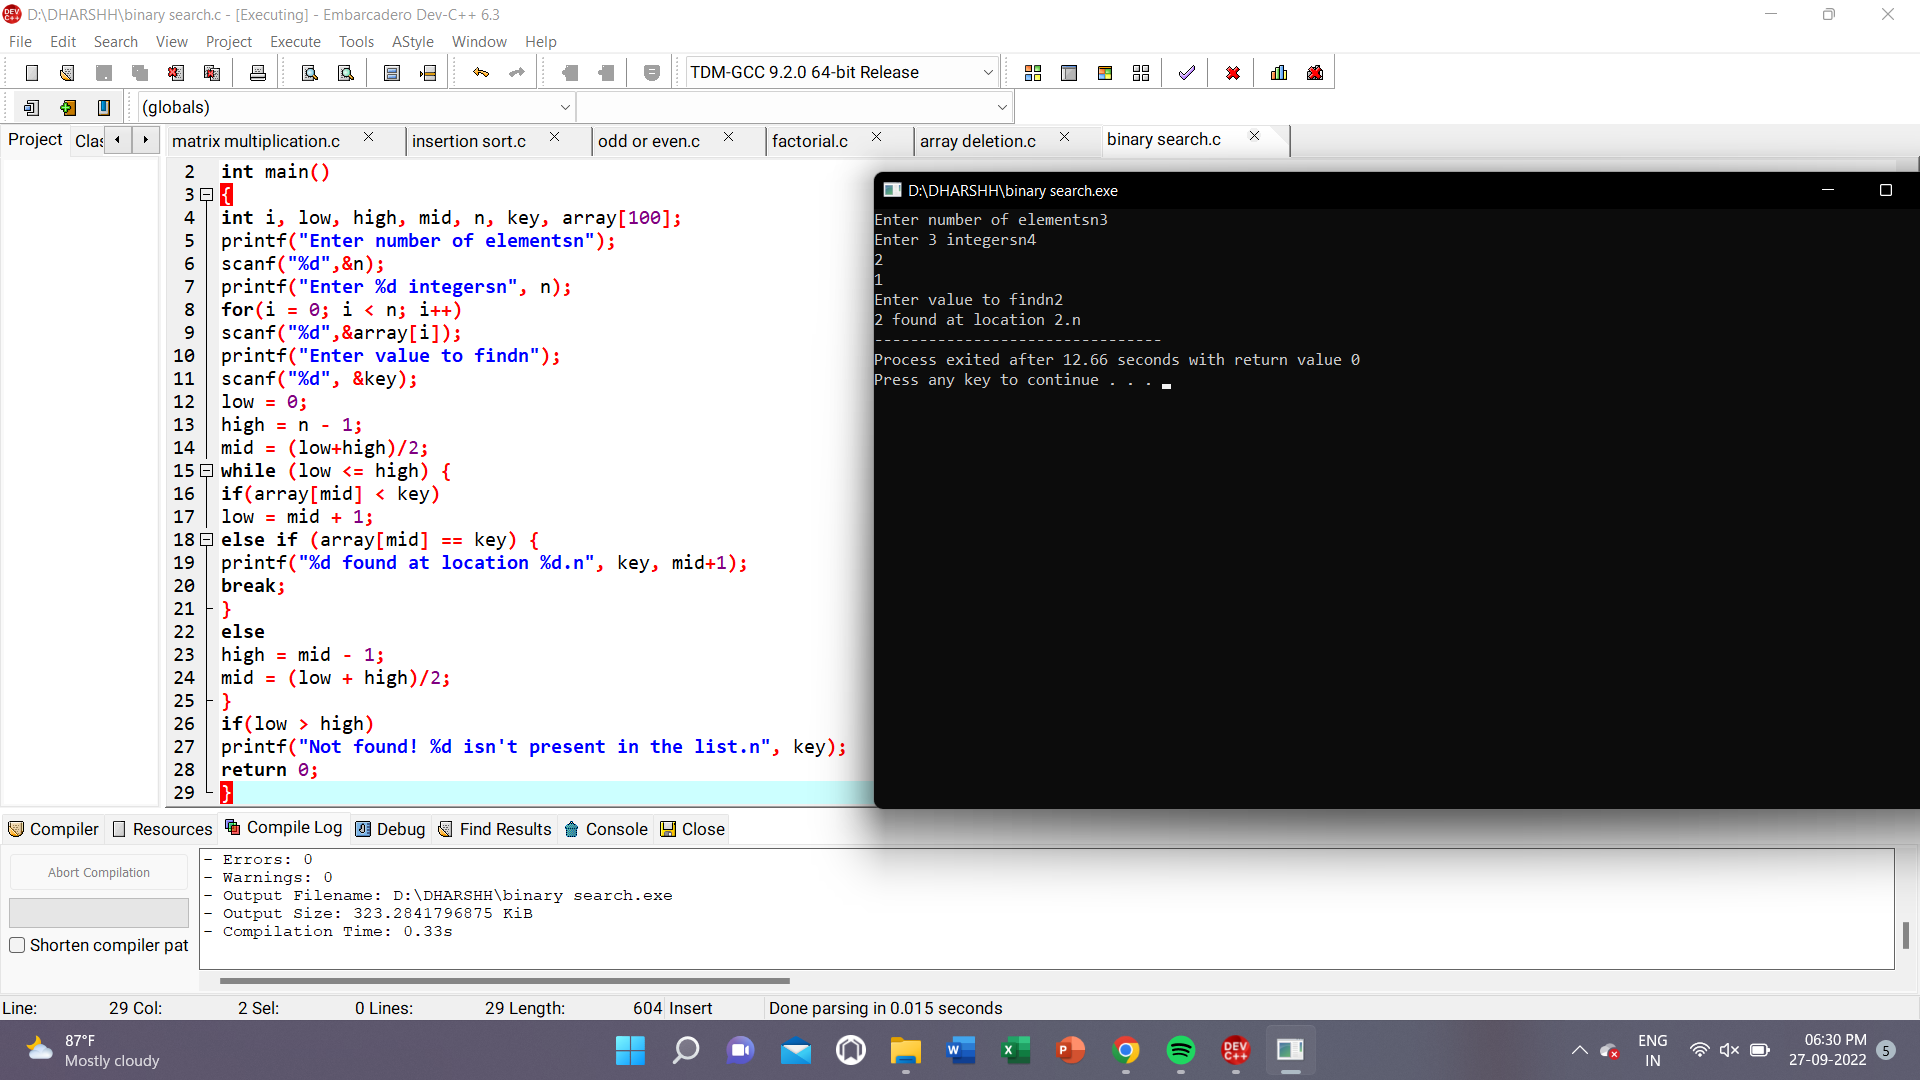 D:\DHARSHH\binary search.c - [Executing] - Embarcadero Dev-C++ 6.3
File Edit Search View Project Execute Tools AStyle Window Help
TDM-GCC 9.2.0 64-bit Release
(globals)
Project Clas
matrix multiplication.c insertion sort.c odd or even.c factorial.c array deletion.c binary search.c
2 int main()
3 {
4 int i, low, high, mid, n, key, array[100];
5 printf("Enter number of elementsn");
6 scanf("%d",&n);
7 printf("Enter %d integersn", n);
8 for(i = 0; i < n; i++)
9 scanf("%d",&array[i]);
10 printf("Enter value to findn");
11 scanf("%d", &key);
12 low = 0;
13 high = n - 1;
14 mid = (low+high)/2;
15 while (low <= high) {
16 if(array[mid] < key)
17 low = mid + 1;
18 else if (array[mid] == key) {
19 printf("%d found at location %d.n", key, mid+1);
20 break;
21 }
22 else
23 high = mid - 1;
24 mid = (low + high)/2;
25 }
26 if(low > high)
27 printf("Not found! %d isn't present in the list.n", key);
28 return 0;
29 }
D:\DHARSHH\binary search.exe
Enter number of elementsn3
Enter 3 integersn4
2
1
Enter value to findn2
2 found at location 2.n
--------------------------------
Process exited after 12.66 seconds with return value 0
Press any key to continue . . .
Compiler Resources Compile Log Debug Find Results Console Close
Abort Compilation
Shorten compiler pat
- Errors: 0
- Warnings: 0
- Output Filename: D:\DHARSHH\binary search.exe
- Output Size: 323.2841796875 KiB
- Compilation Time: 0.33s
Line: 29 Col: 2 Sel: 0 Lines: 29 Length: 604 Insert Done parsing in 0.015 seconds
87°F
Mostly cloudy
ENG
IN
06:30 PM
27-09-2022
5